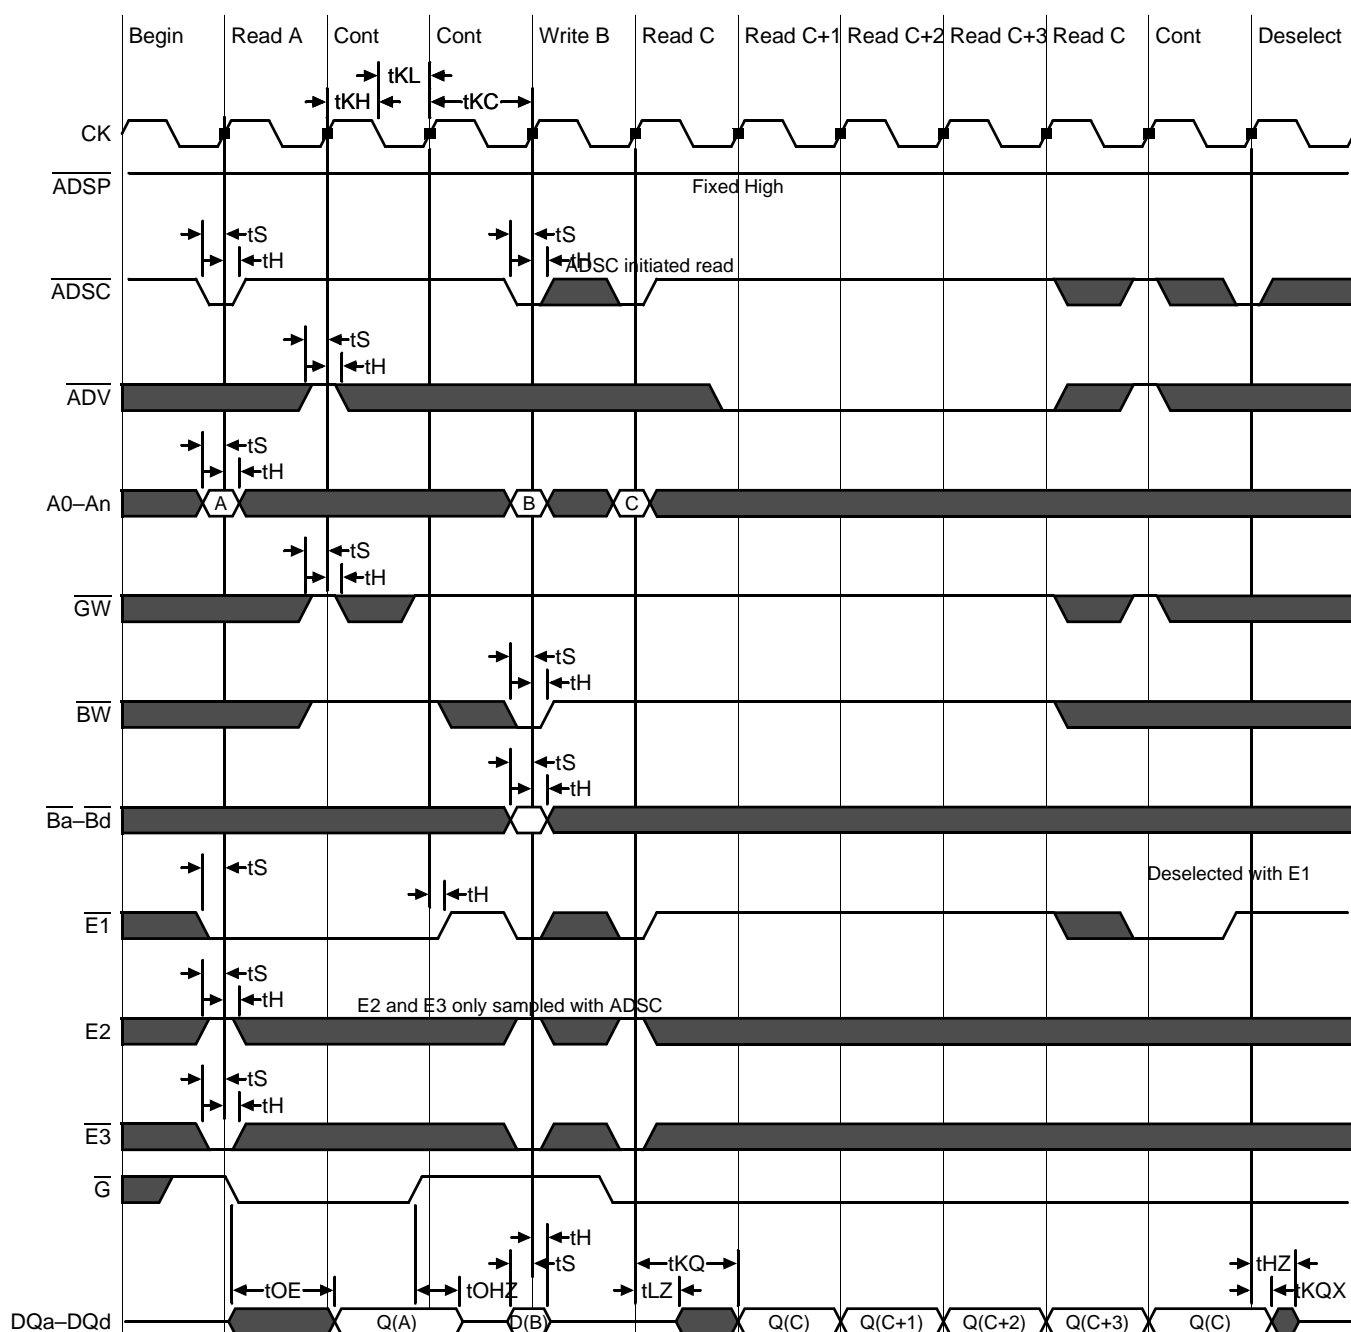 Begin Read A Cont Cont Write B Read C Read C+1 Read C+2 Read C+3 Read C Cont Deselect
tKL
tKH tKC
CK
ADSP Fixed High
tS tS
tH tH
ADSC initiated read
ADSC
tS
tH
ADV
tS
tH
A0–An A B C
tS
tH
GW
tS
tH
BW
tS
tH
Ba–Bd
tS Deselected with E1
tH
E1
tS
tH
E2 and E3 only sampled with ADSC
E2
tS
tH
E3
G
tH
tS tKQ tHZ
tOE tOHZ tLZ tKQX
DQa–DQd Q(A) D(B) Q(C) Q(C+1) Q(C+2) Q(C+3) Q(C)